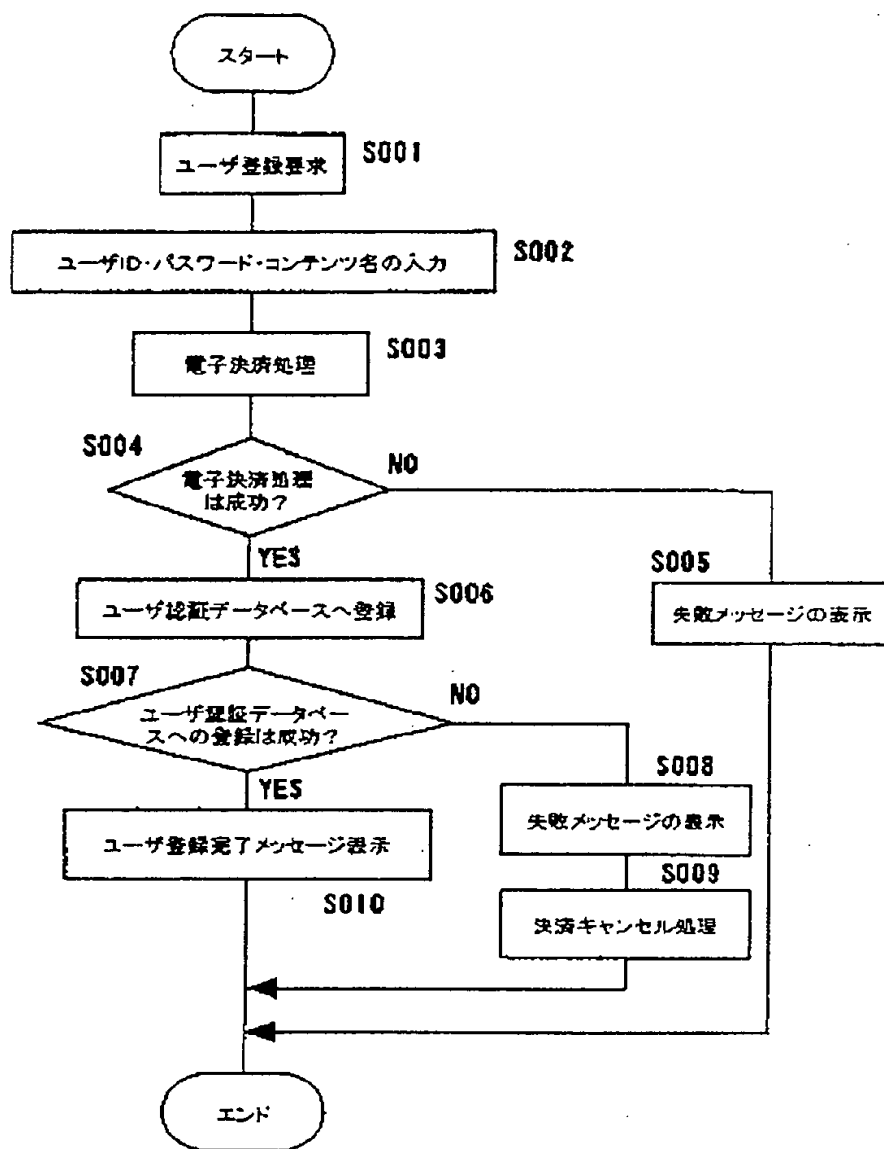 スタート
ユーザ登録要求
S001
ユーザID・パスワード・コンテンツ名の入力
S002
電子決済処理
S003
S004
電子決済処理
は成功?
NO
YES
S005
失敗メッセージの表示
ユーザ認証データベースへ登録
S006
S007
ユーザ認証データベー
スへの登録は成功?
NO
YES
S008
失敗メッセージの表示
ユーザ登録完了メッセージ表示
S010
S009
決済キャンセル処理
エンド